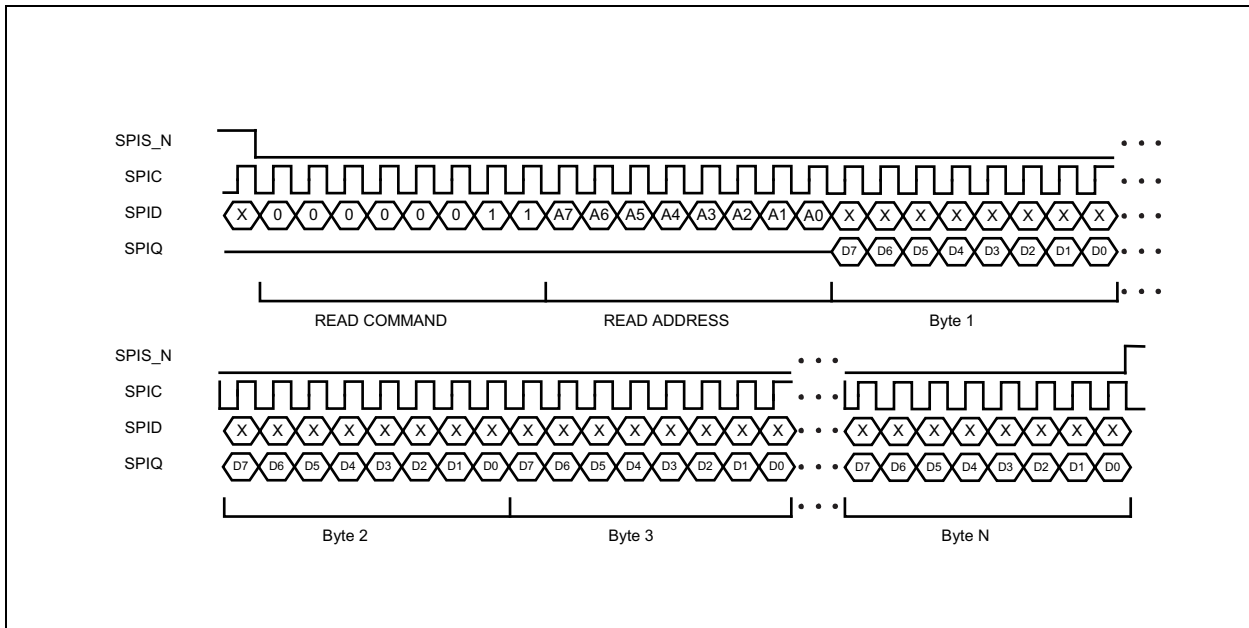 SPIS_N
SPIC
SPID X 0 0 0 0 0 0 1 1 A7 A6 A5 A4 A3 A2 A1 A0 X X X X X X X X
SPIQ D7 D6 D5 D4 D3 D2 D1 D0
READ COMMAND READ ADDRESS Byte 1
SPIS_N
SPIC
SPID X X X X X X X X X X X X X X X X X X X X X X X X
SPIQ D7 D6 D5 D4 D3 D2 D1 D0 D7 D6 D5 D4 D3 D2 D1 D0 D7 D6 D5 D4 D3 D2 D1 D0
Byte 2 Byte 3 Byte N